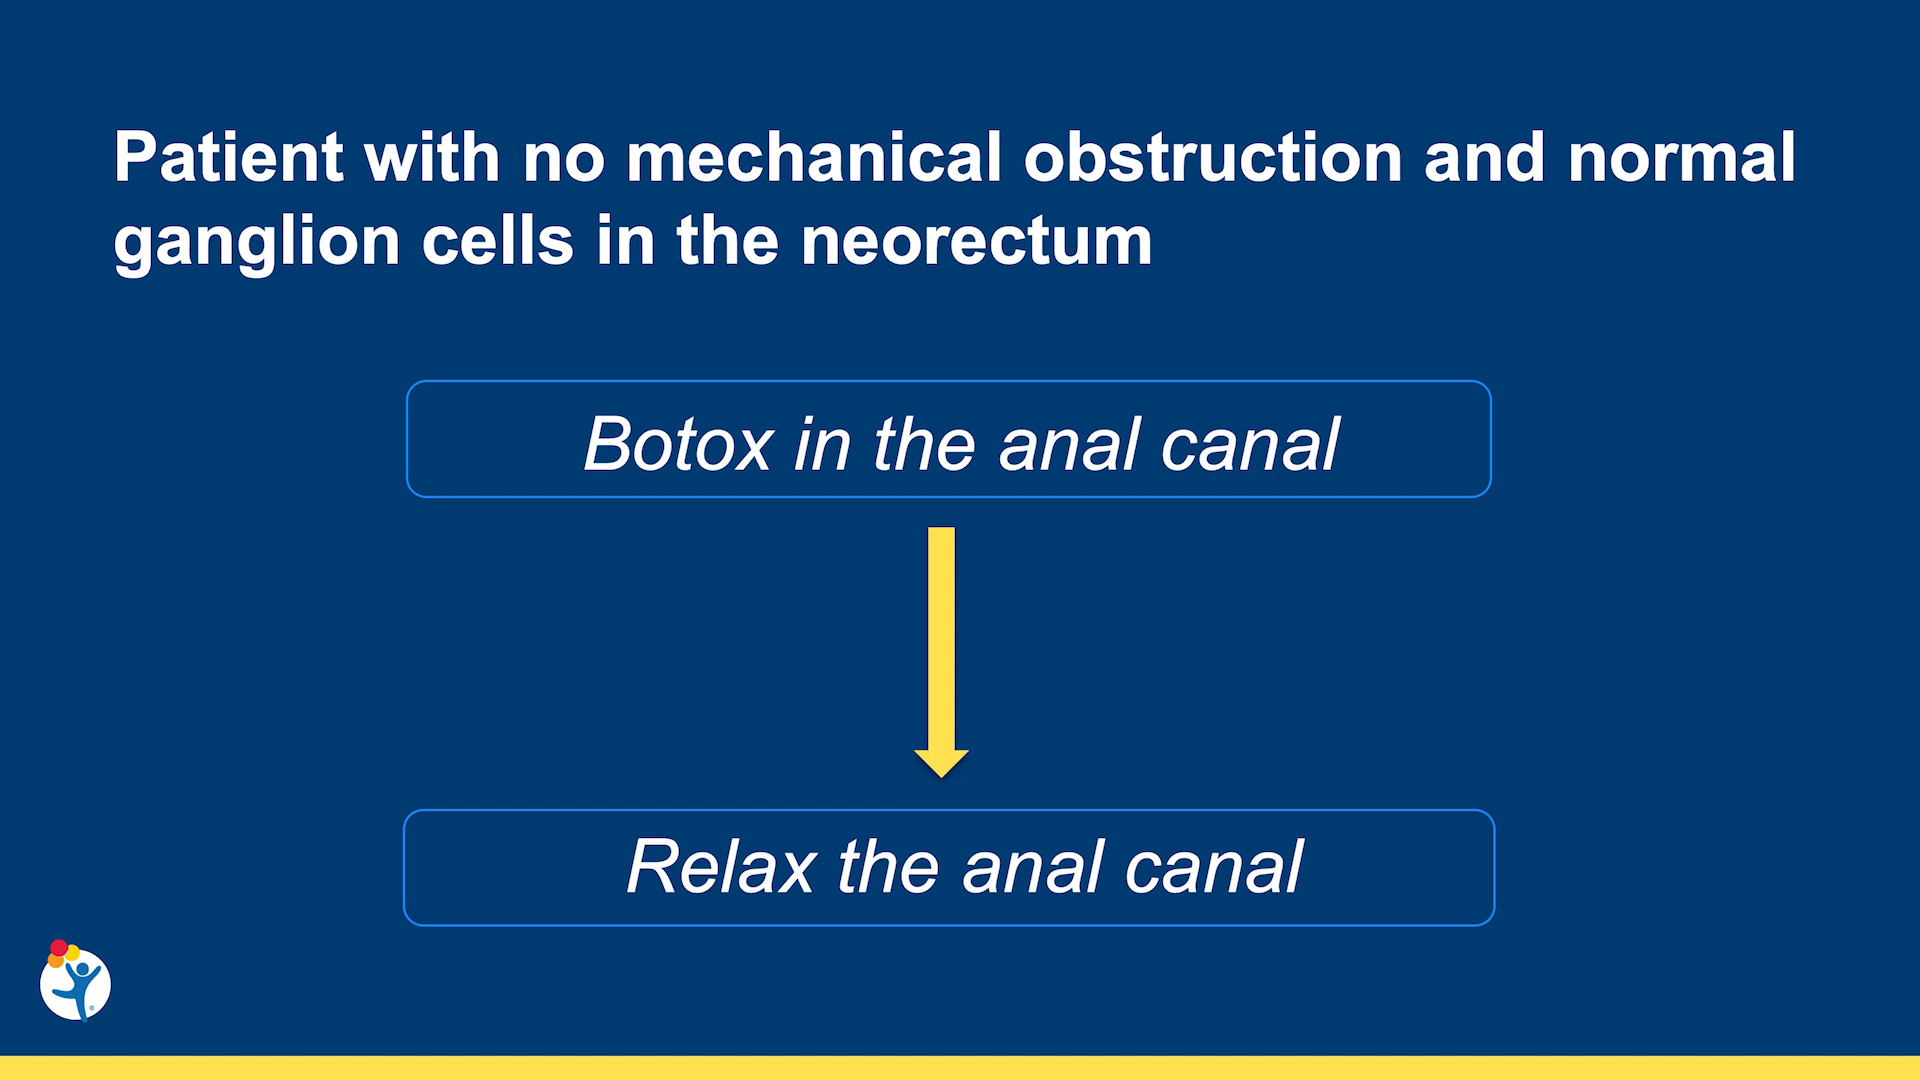 Patient with no mechanical obstruction and normal
ganglion cells in the neorectum
Botox in the anal canal
Relax the anal canal